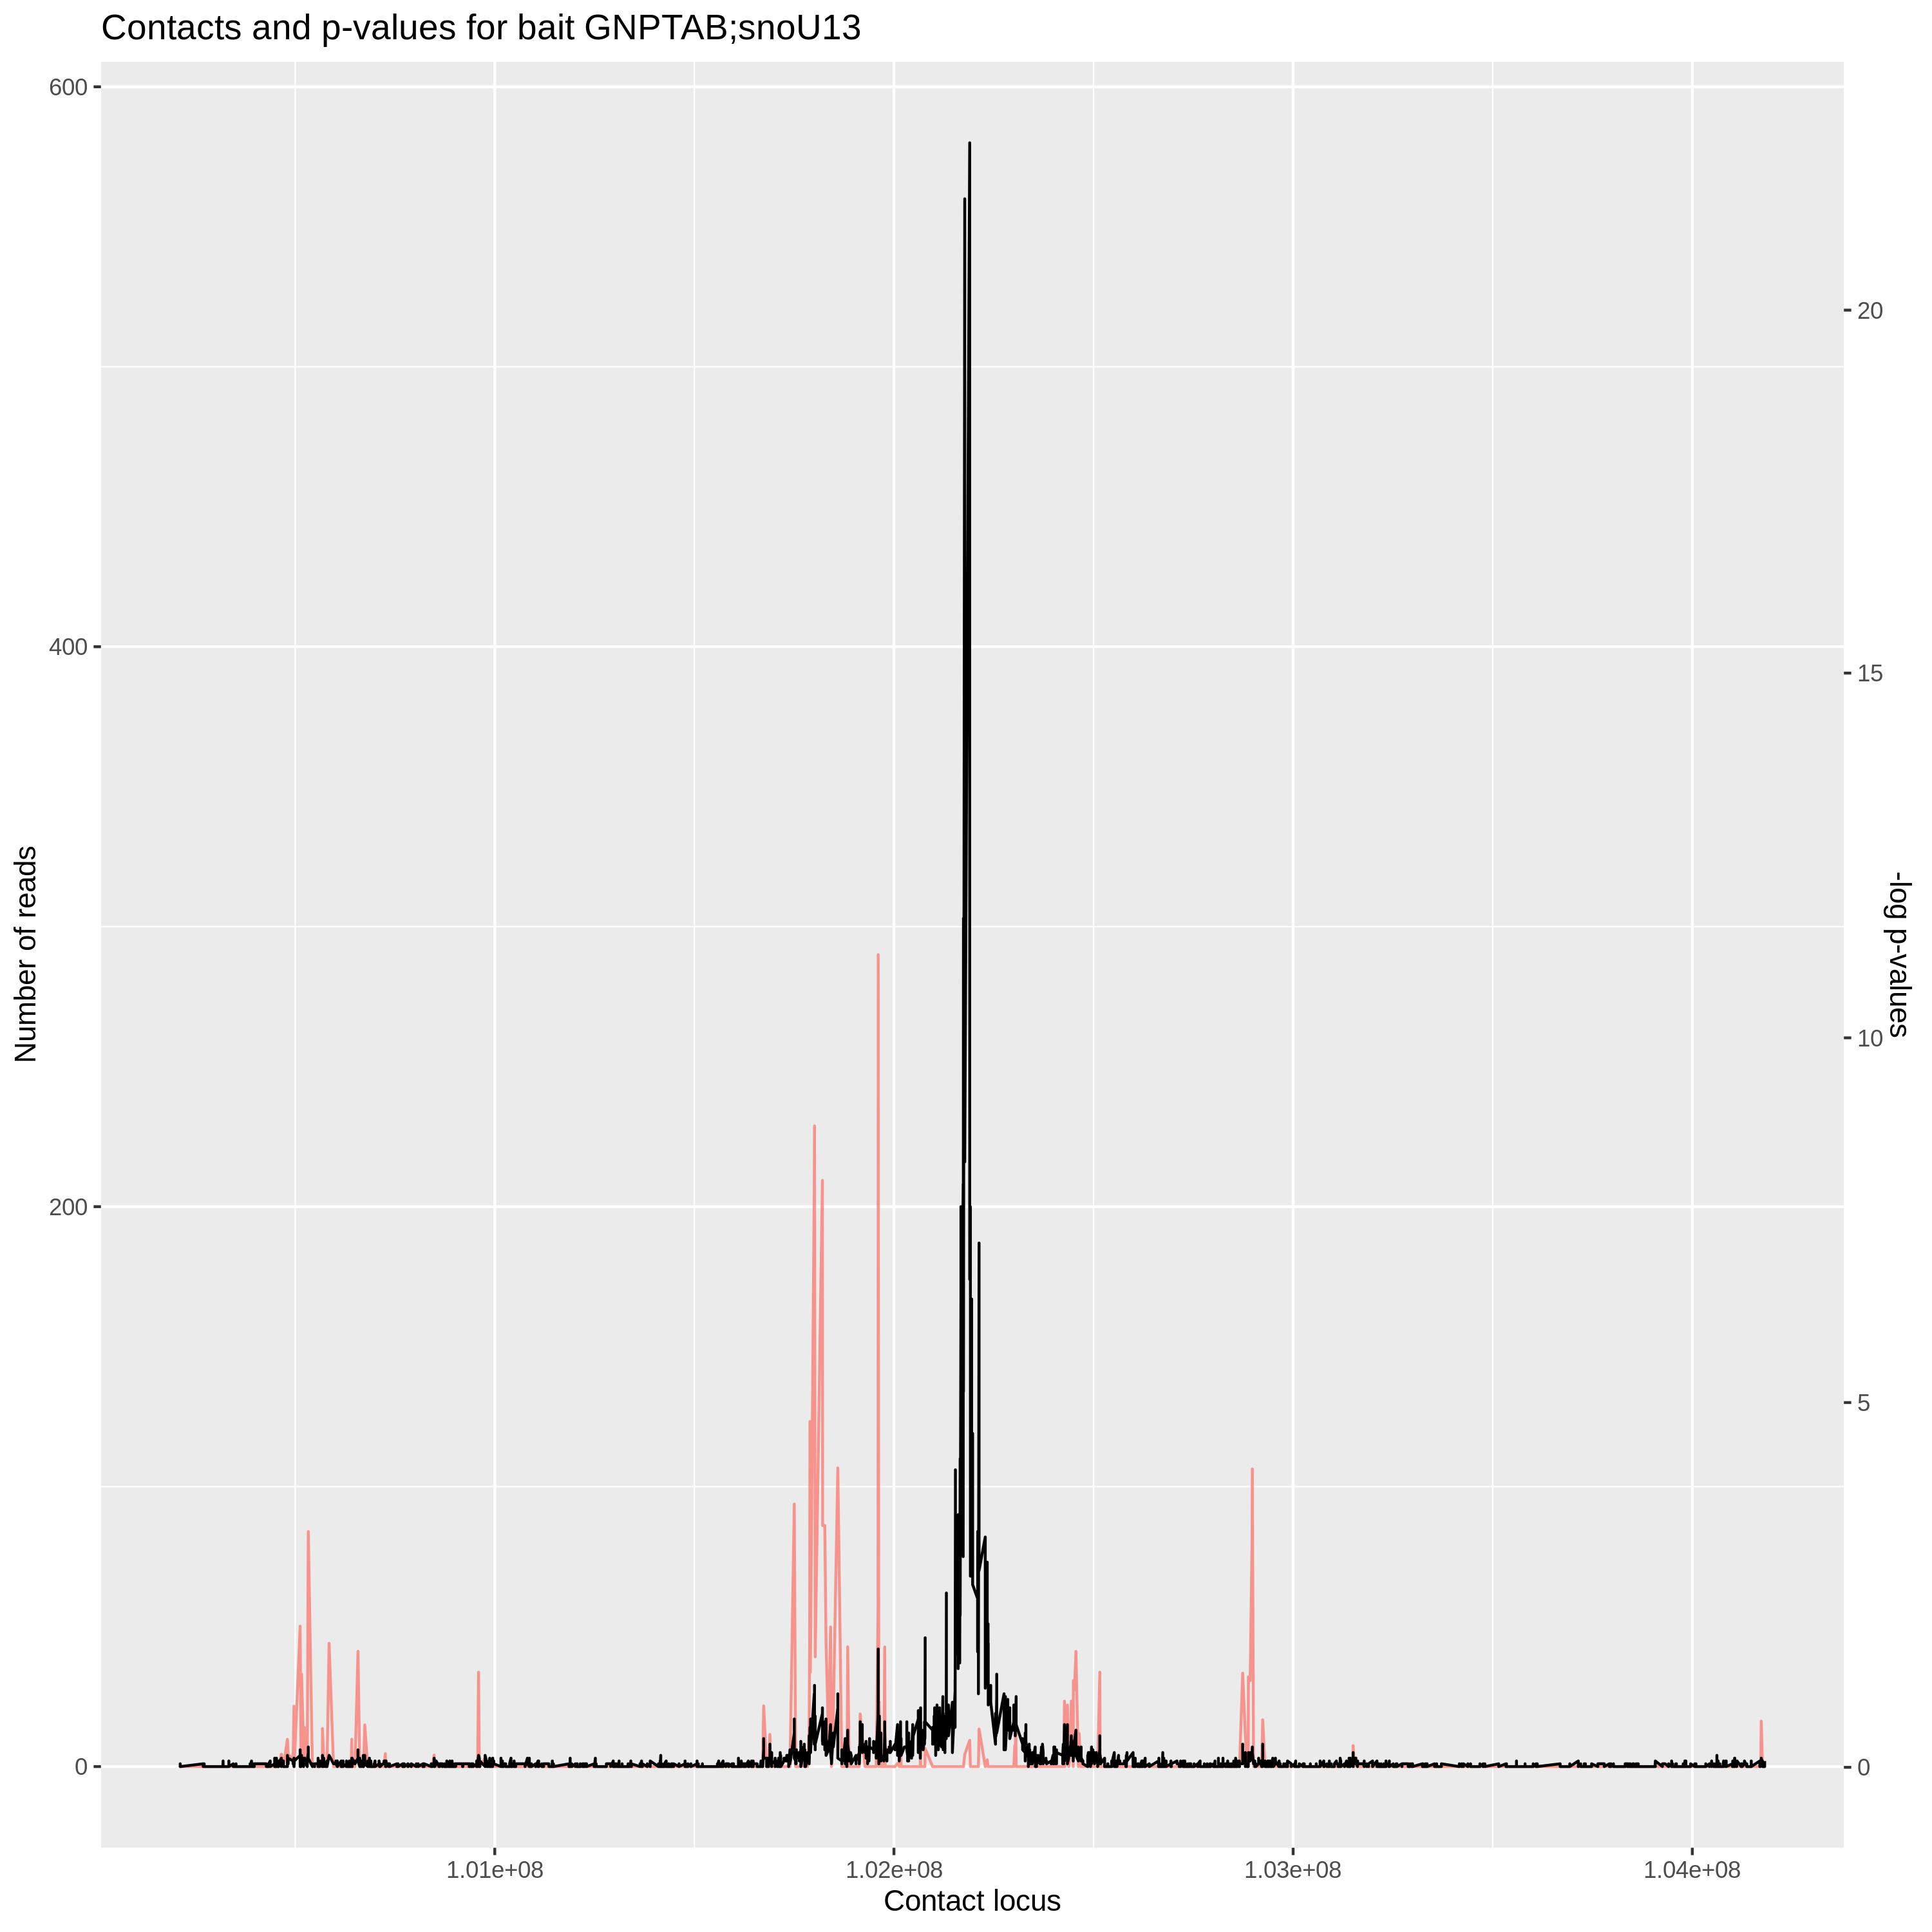 Contacts and p-values for bait GNPTAB;snoU13
600
400
200
0
Number of reads
20
15
10
5
0
-log p-values
1.01e+08
1.02e+08
1.03e+08
1.04e+08
Contact locus